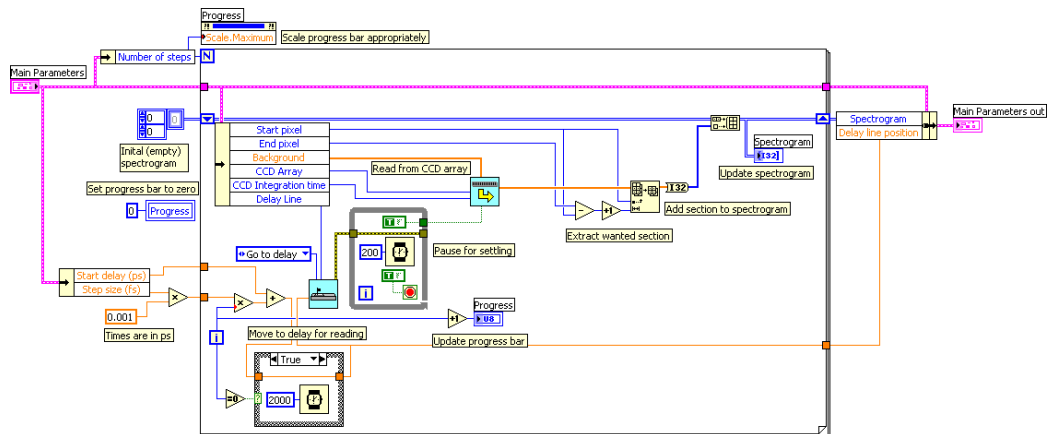 Progress
Scale.Maximum
Scale progress bar appropriately
Number of steps
N
Main Parameters
Main Parameters out
0
0
0
Inital (empty)
spectrogram
Start pixel
End pixel
Background
CCD Array
CCD Integration time
Delay Line
Read from CCD array
Spectrogram
Delay line position
Spectrogram
I32
Update spectrogram
I32
Set progress bar to zero
0
Progress
Add section to spectrogram
-
+1
Extract wanted section
T
200
Pause for settling
T
i
Go to delay
Start delay (ps)
Step size (fs)
×
×
+
0.001
Times are in ps
Progress
+1
U8
i
Move to delay for reading
Update progress bar
True
=0
?
2000